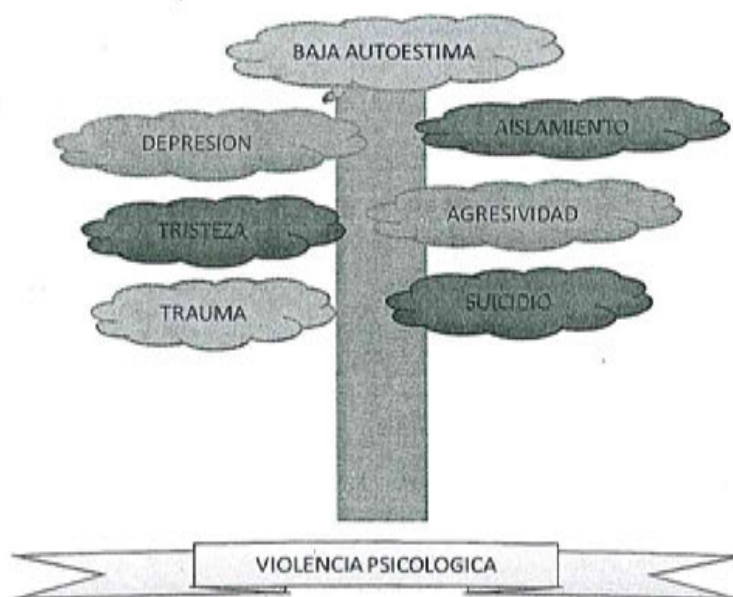 BAJA AUTOESTIMA
DEPRESION
AISLAMIENTO
TRISTEZA
AGRESIVIDAD
TRAUMA
SUICIDIO
VIOLENCIA PSICOLOGICA